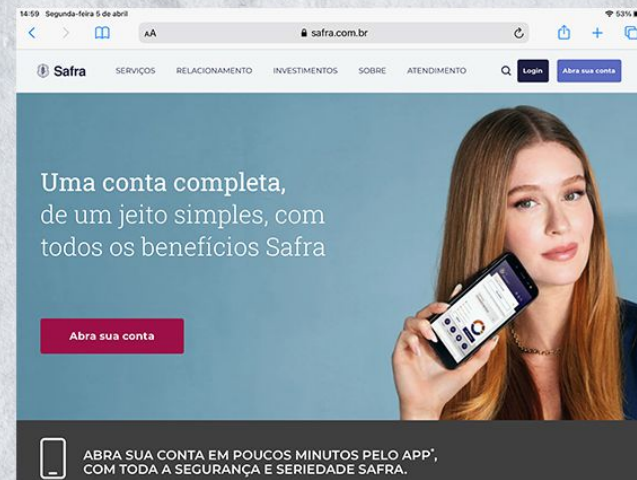 14:59 Segunda-feira 5 de abril
53%
AA
safra.com.br
Safra
SERVIÇOS
RELACIONAMENTO
INVESTIMENTOS
SOBRE
ATENDIMENTO
Login
Abra sua conta
Uma conta completa,
de um jeito simples, com
todos os benefícios Safra
Abra sua conta
ABRA SUA CONTA EM POUCOS MINUTOS PELO APP*,
COM TODA A SEGURANÇA E SERIEDADE SAFRA.